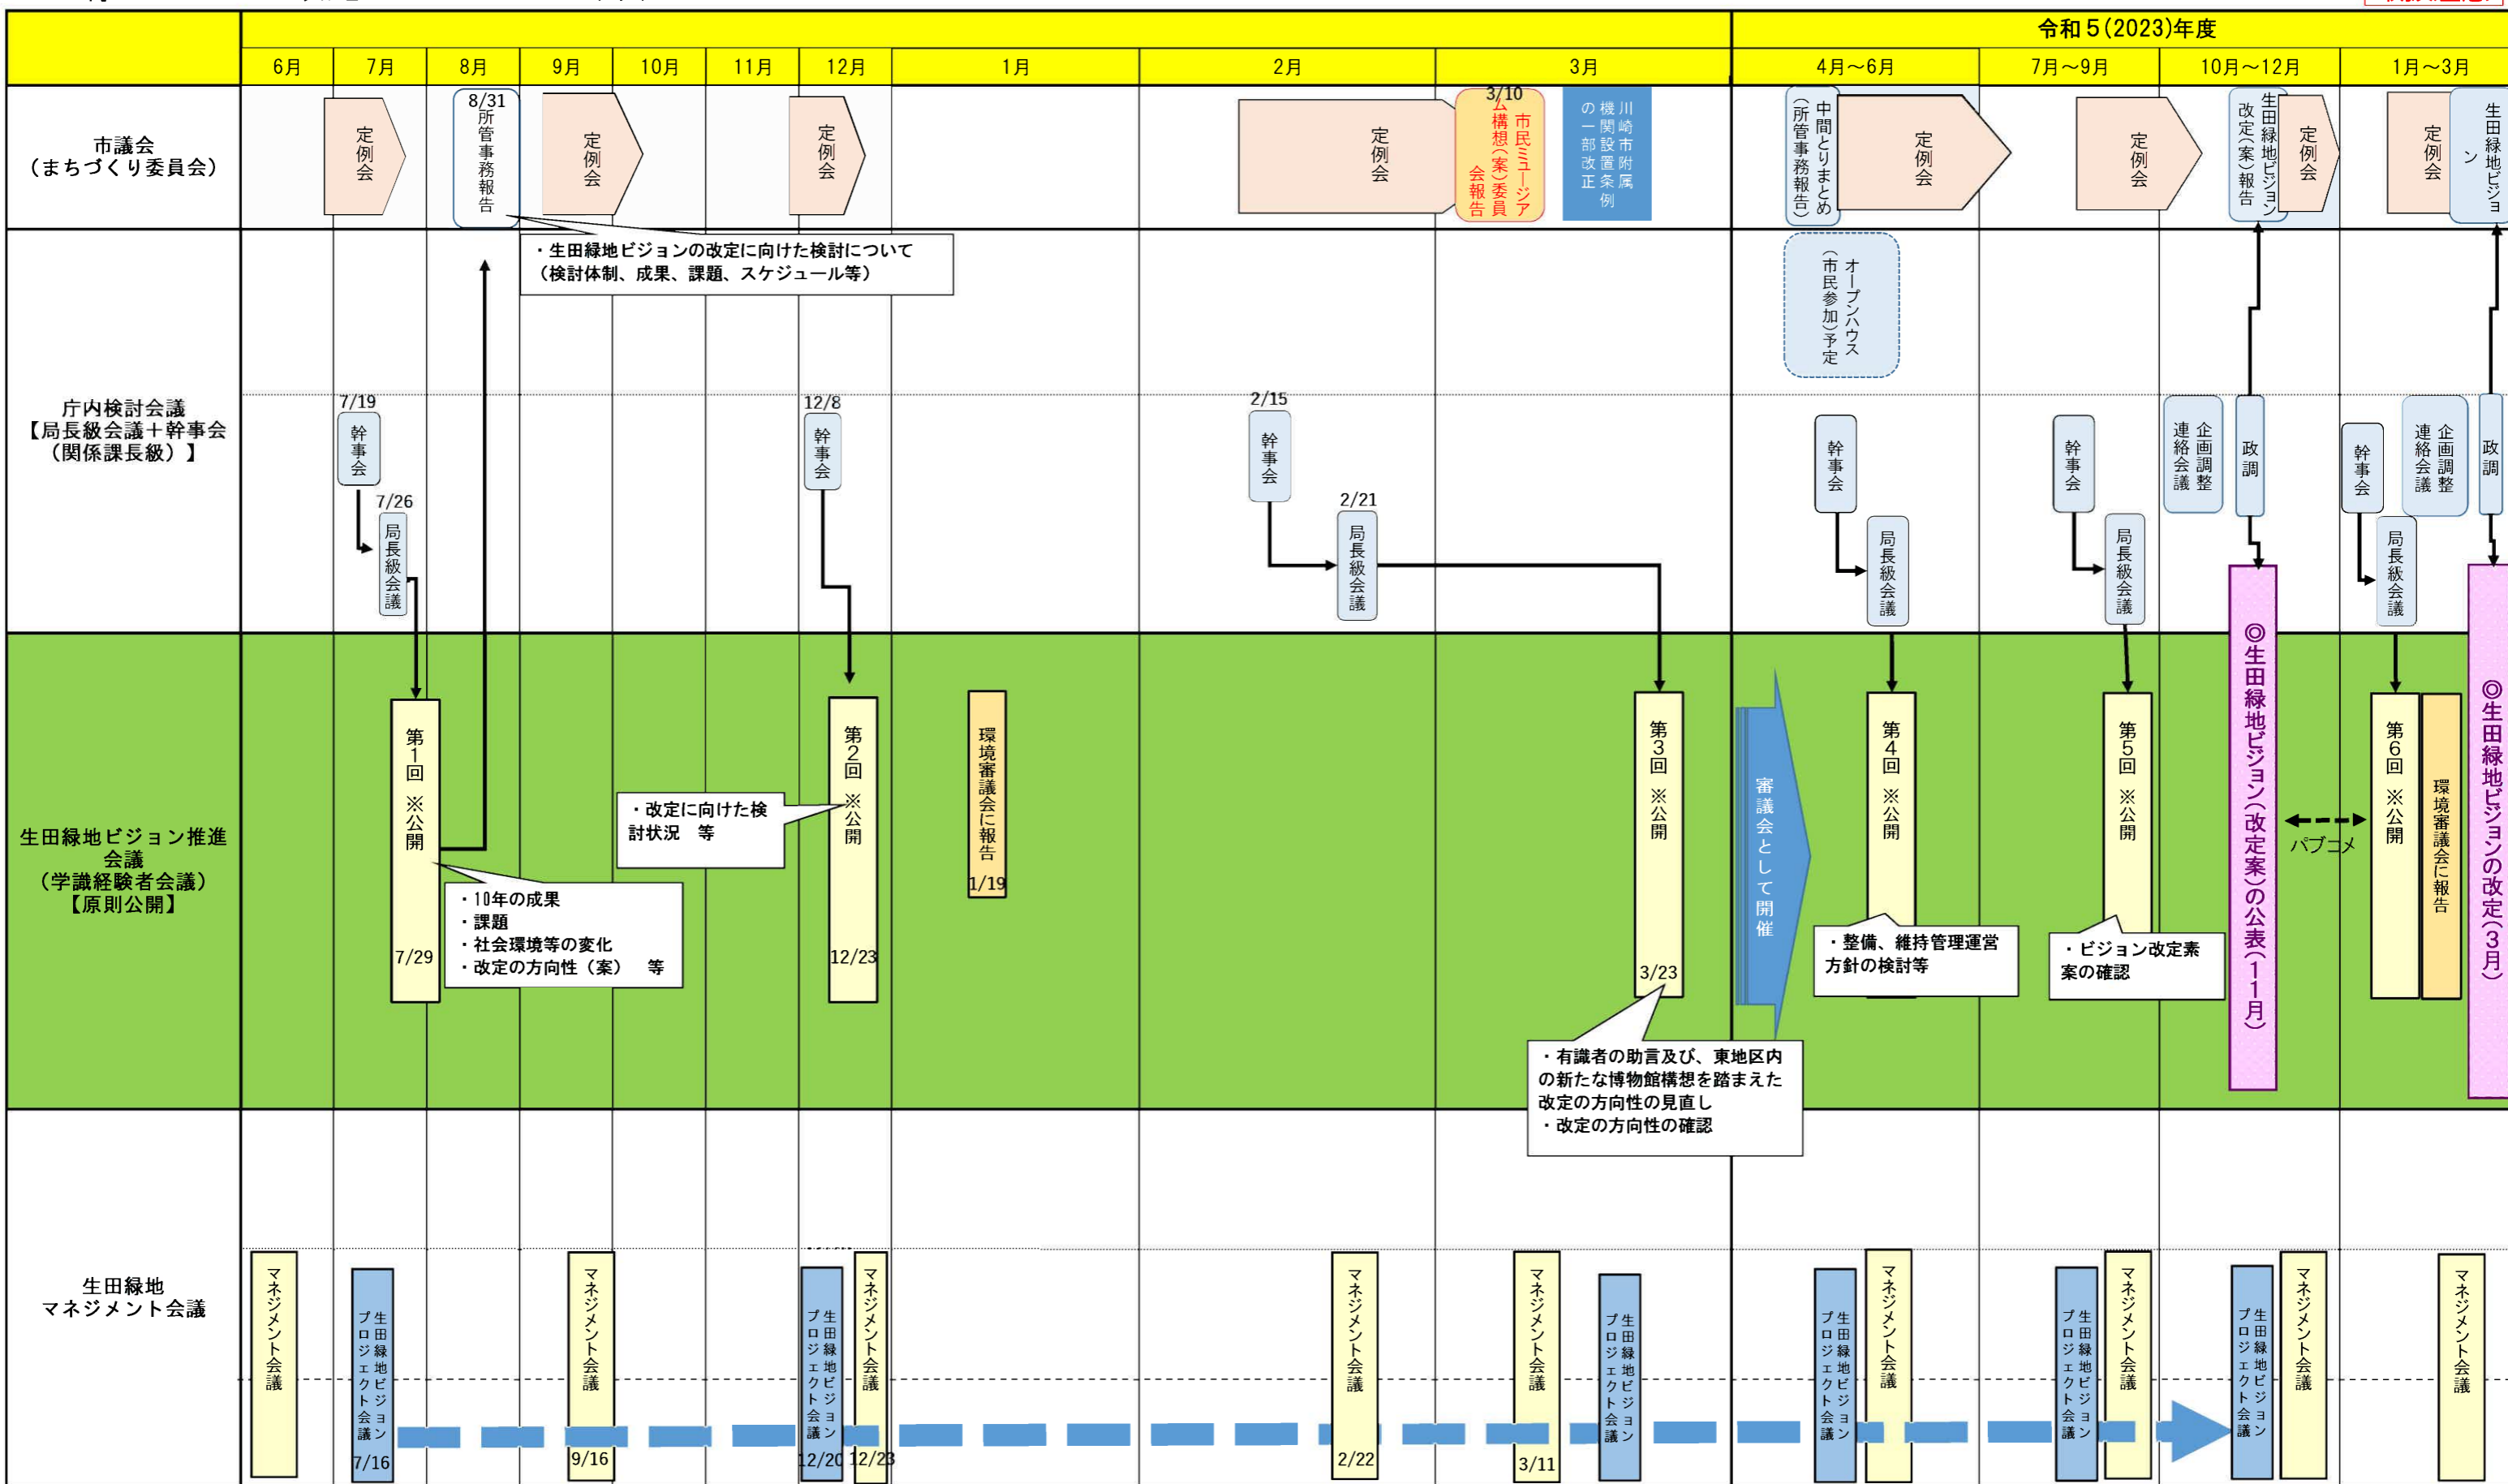 令和５(2023)年度
6月 7月 8月 9月 10月 11月 12月 1月 2月 3月 4月～6月 7月～9月 10月～12月 1月～3月
市議会
（まちづくり委員会）
定例会
8/31
所管事務報告
定例会
定例会
定例会
3/10
市民ミュージア
ム構想（案）委員
会報告
川崎市附属
機関設置条例
の一部改正
中間とりまとめ
（所管事務報告）
定例会
定例会
生田緑地ビジョン
改定（案）報告
定例会
定例会
生田緑地ビジョ
ン
・生田緑地ビジョンの改定に向けた検討について
（検討体制、成果、課題、スケジュール等）
オープンハウス
（市民参加）予定
庁内検討会議
【局長級会議＋幹事会
（関係課長級）】
7/19
幹事会
7/26
局長級会議
12/8
幹事会
2/15
幹事会
2/21
局長級会議
幹事会
局長級会議
幹事会
局長級会議
企画調整
連絡会議
政調
幹事会
局長級会議
企画調整
連絡会議
政調
生田緑地ビジョン推進
会議
（学識経験者会議）
【原則公開】
第１回　※公開
7/29
・10年の成果
・課題
・社会環境等の変化
・改定の方向性（案）　等
・改定に向けた検
討状況　等
第２回　※公開
12/23
環境審議会に報告
1/19
第３回　※公開
3/23
・有識者の助言及び、東地区内
の新たな博物館構想を踏まえた
改定の方向性の見直し
・改定の方向性の確認
審議会として開催
第４回　※公開
・整備、維持管理運営
方針の検討等
第５回　※公開
・ビジョン改定素
案の確認
◎生田緑地ビジョン（改定案）の公表（１１月）
パブコメ
第６回　※公開
環境審議会に報告
◎生田緑地ビジョンの改定（３月）
生田緑地
マネジメント会議
マネジメント会議
生田緑地ビジョン
プロジェクト会議
7/16
マネジメント会議
9/16
生田緑地ビジョン
プロジェクト会議
12/20
マネジメント会議
12/23
マネジメント会議
2/22
マネジメント会議
3/11
生田緑地ビジョン
プロジェクト会議
生田緑地ビジョン
プロジェクト会議
マネジメント会議
生田緑地ビジョン
プロジェクト会議
マネジメント会議
生田緑地ビジョン
プロジェクト会議
マネジメント会議
マネジメント会議